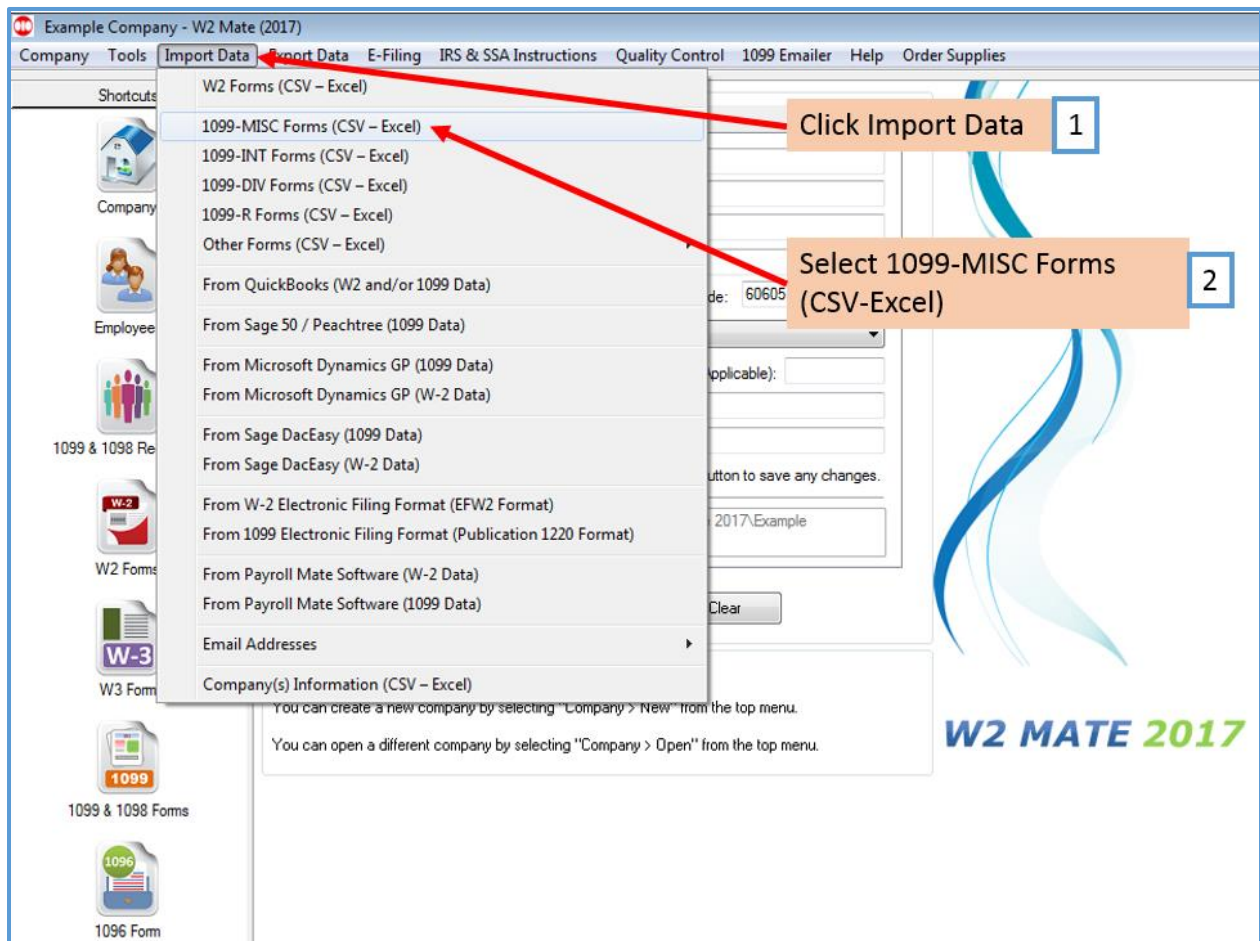 Example Company - W2 Mate (2017)
Company Tools Import Data Export Data E-Filing IRS & SSA Instructions Quality Control 1099 Emailer Help Order Supplies
Shortcuts
Company
Employee
1099 & 1098 Re
W-2
W2 Forms
W-3
W3 Form
1099
1099 & 1098 Forms
1096
1096 Form
W2 Forms (CSV – Excel)
1099-MISC Forms (CSV – Excel)
1099-INT Forms (CSV – Excel)
1099-DIV Forms (CSV – Excel)
1099-R Forms (CSV – Excel)
Other Forms (CSV – Excel)
From QuickBooks (W2 and/or 1099 Data)
From Sage 50 / Peachtree (1099 Data)
From Microsoft Dynamics GP (1099 Data)
From Microsoft Dynamics GP (W-2 Data)
From Sage DacEasy (1099 Data)
From Sage DacEasy (W-2 Data)
From W-2 Electronic Filing Format (EFW2 Format)
From 1099 Electronic Filing Format (Publication 1220 Format)
From Payroll Mate Software (W-2 Data)
From Payroll Mate Software (1099 Data)
Email Addresses
Company(s) Information (CSV – Excel)
Click Import Data 1
Select 1099-MISC Forms
(CSV-Excel)
2
de: 60605
Applicable):
utton to save any changes.
2017\Example
Clear
You can create a new company by selecting "Company > New" from the top menu.
You can open a different company by selecting "Company > Open" from the top menu.
W2 MATE 2017